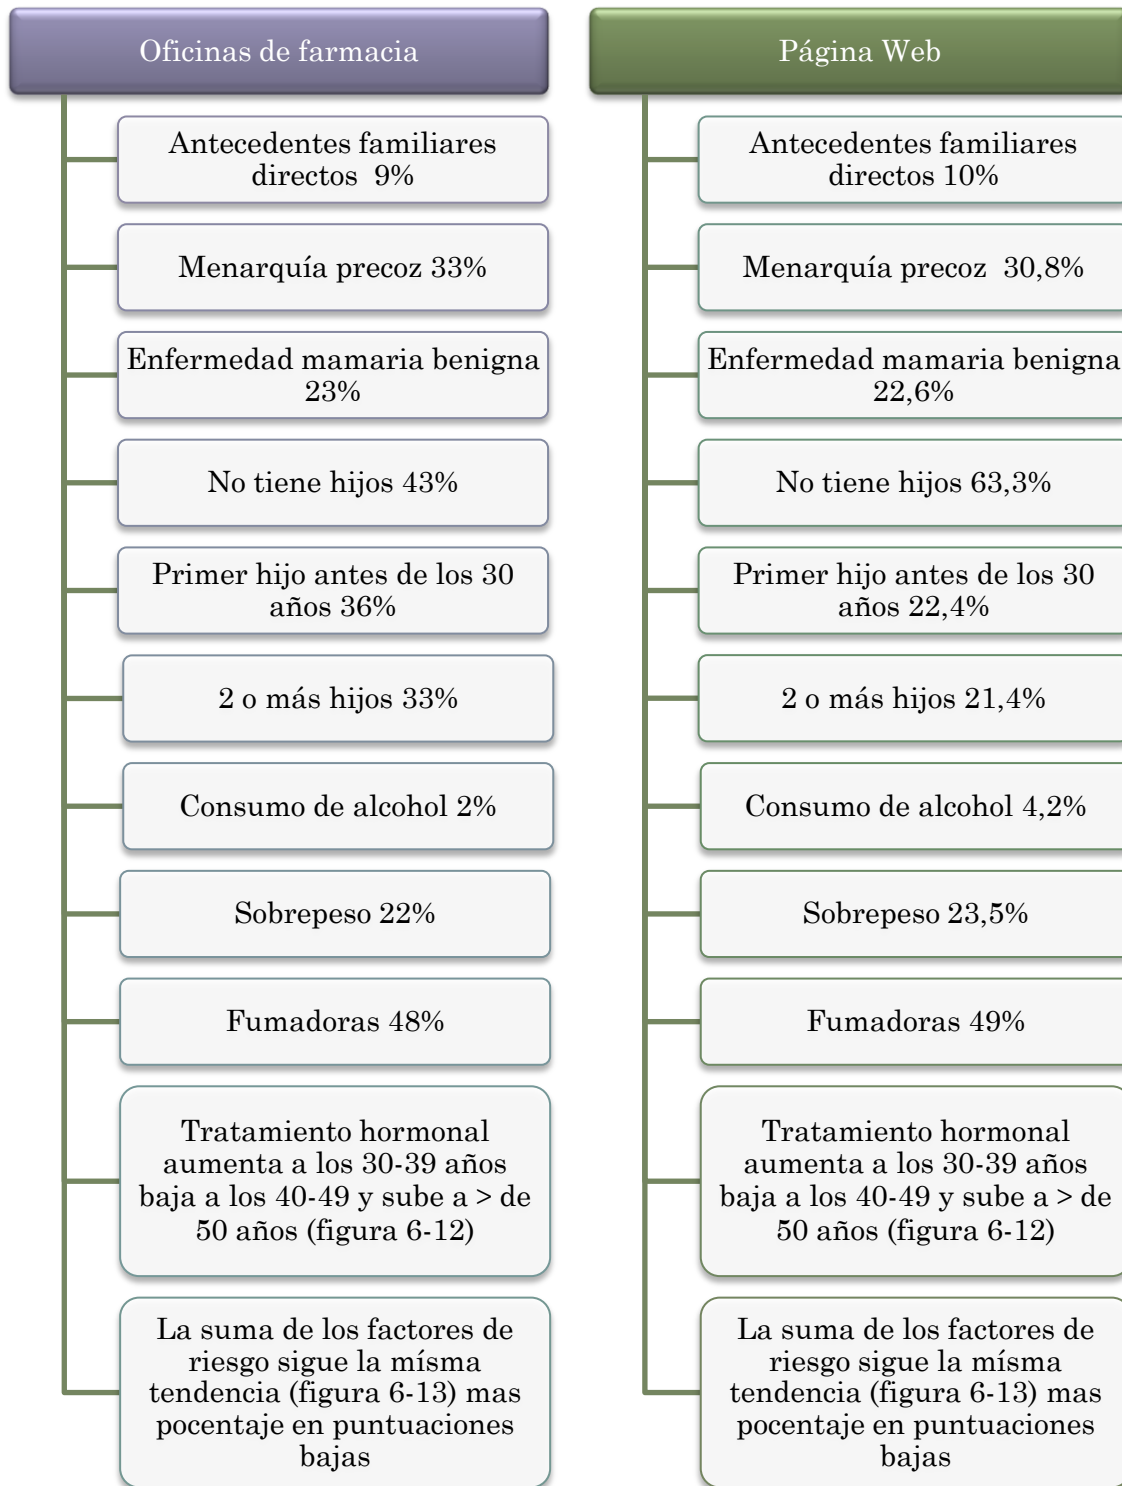 Oficinas de farmacia
Antecedentes familiares
directos 9%
Menarquía precoz 33%
Enfermedad mamaria benigna
23%
No tiene hijos 43%
Primer hijo antes de los 30
años 36%
2 o más hijos 33%
Consumo de alcohol 2%
Sobrepeso 22%
Fumadoras 48%
Tratamiento hormonal
aumenta a los 30-39 años
baja a los 40-49 y sube a > de
50 años (figura 6-12)
La suma de los factores de
riesgo sigue la mísma
tendencia (figura 6-13) mas
pocentaje en puntuaciones
bajas
Página Web
Antecedentes familiares
directos 10%
Menarquía precoz 30,8%
Enfermedad mamaria benigna
22,6%
No tiene hijos 63,3%
Primer hijo antes de los 30
años 22,4%
2 o más hijos 21,4%
Consumo de alcohol 4,2%
Sobrepeso 23,5%
Fumadoras 49%
Tratamiento hormonal
aumenta a los 30-39 años
baja a los 40-49 y sube a > de
50 años (figura 6-12)
La suma de los factores de
riesgo sigue la mísma
tendencia (figura 6-13) mas
pocentaje en puntuaciones
bajas